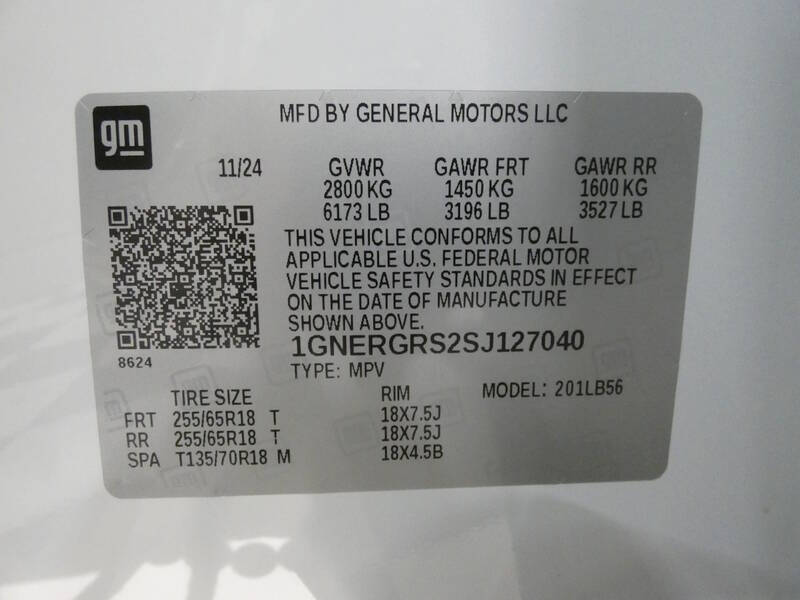 gm
MFD BY GENERAL MOTORS LLC
11/24 GVWR GAWR FRT GAWR RR
2800 KG 1450 KG 1600 KG
6173 LB 3196 LB 3527 LB
THIS VEHICLE CONFORMS TO ALL
APPLICABLE U.S. FEDERAL MOTOR
VEHICLE SAFETY STANDARDS IN EFFECT
ON THE DATE OF MANUFACTURE
SHOWN ABOVE.
8624
1GNERGRS2SJ127040
TYPE: MPV
TIRE SIZE RIM MODEL: 201LB56
FRT 255/65R18 T 18X7.5J
RR 255/65R18 T 18X7.5J
SPA T135/70R18 M 18X4.5B